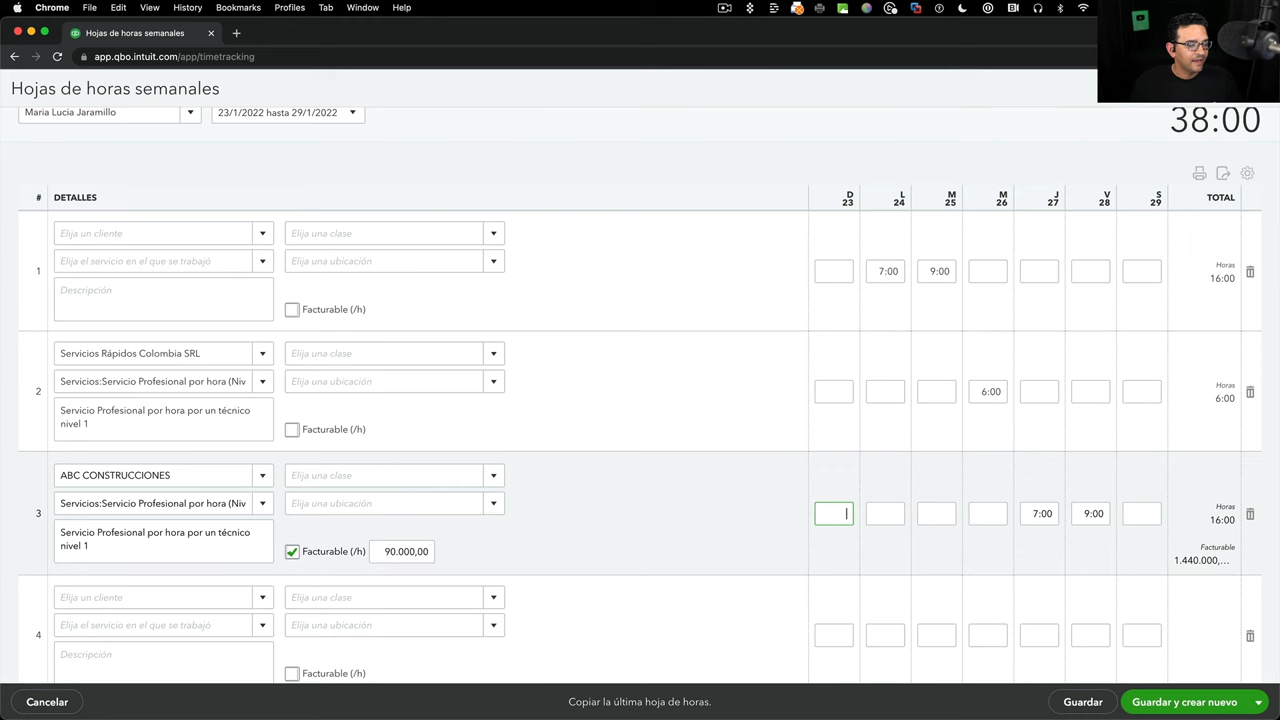 Chrome File Edit View History Bookmarks Profiles Tab Window Help
Hojas de horas semanales
app.qbo.intuit.com/app/timetracking
Hojas de horas semanales
Maria Lucia Jaramillo 23/1/2022 hasta 29/1/2022
38:00
# DETALLES D 23 L 24 M 25 M 26 J 27 V 28 S 29 TOTAL
1
Elija un cliente Elija una clase
Elija el servicio en el que se trabajó Elija una ubicación
Descripción
Facturable (/h)
7:00 9:00
Horas
16:00
2
Servicios Rápidos Colombia SRL Elija una clase
Servicios:Servicio Profesional por hora (Niv Elija una ubicación
Servicio Profesional por hora por un técnico
nivel 1
Facturable (/h)
6:00
Horas
6:00
3
ABC CONSTRUCCIONES Elija una clase
Servicios:Servicio Profesional por hora (Niv Elija una ubicación
Servicio Profesional por hora por un técnico
nivel 1
Facturable (/h) 90.000,00
7:00 9:00
Horas
16:00
Facturable
1.440.000,...
4
Elija un cliente Elija una clase
Elija el servicio en el que se trabajó Elija una ubicación
Descripción
Facturable (/h)
Cancelar Copiar la última hoja de horas. Guardar Guardar y crear nuevo